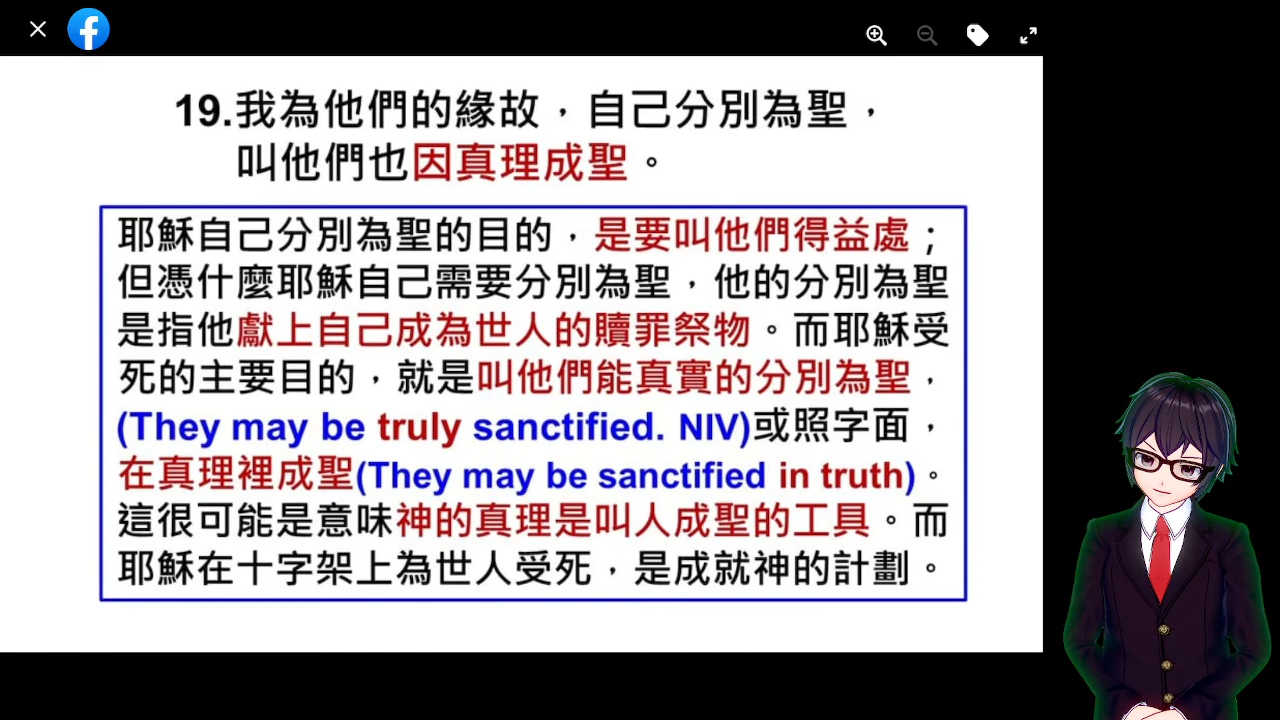 19.我為他們的緣故，自己分別為聖，
叫他們也因真理成聖。
耶穌自己分別為聖的目的，是要叫他們得益處；
但憑什麼耶穌自己需要分別為聖，他的分別為聖
是指他獻上自己成為世人的贖罪祭物。而耶穌受
死的主要目的，就是叫他們能真實的分別為聖，
(They may be truly sanctified. NIV)或照字面，
在真理裡成聖(They may be sanctified in truth)。
這很可能是意味神的真理是叫人成聖的工具。而
耶穌在十字架上為世人受死，是成就神的計劃。